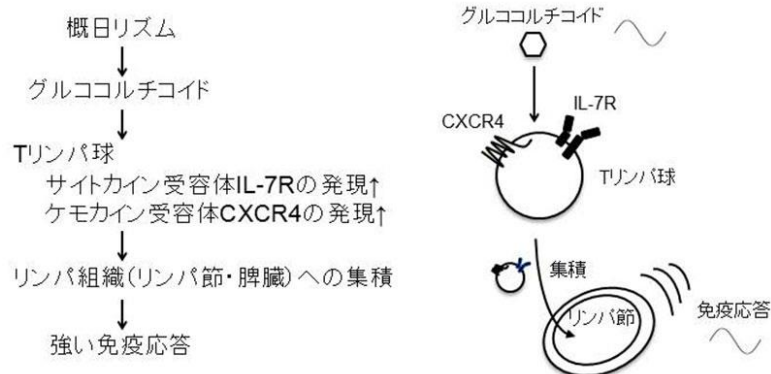 概日リズム
グルココルチコイド
Tリンパ球
サイトカイン受容体IL-7Rの発現↑
ケモカイン受容体CXCR4の発現↑
リンパ組織(リンパ節・脾臓)への集積
強い免疫応答
グルココルチコイド
IL-7R
CXCR4
Tリンパ球
集積
リンパ節
免疫応答